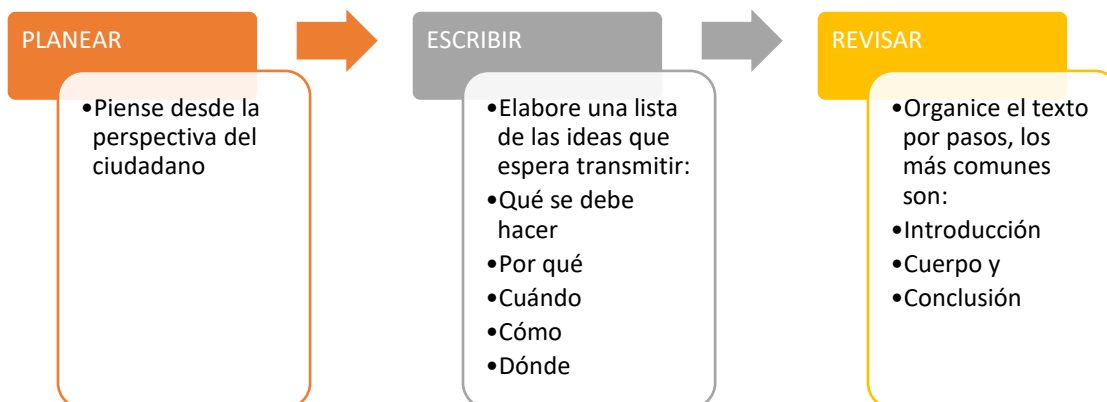 PLANEAR
•Piense desde la
perspectiva del
ciudadano
ESCRIBIR
•Elabore una lista
de las ideas que
espera transmitir:
•Qué se debe
hacer
•Por qué
•Cuándo
•Cómo
•Dónde
REVISAR
•Organice el texto
por pasos, los
más comunes
son:
•Introducción
•Cuerpo y
•Conclusión